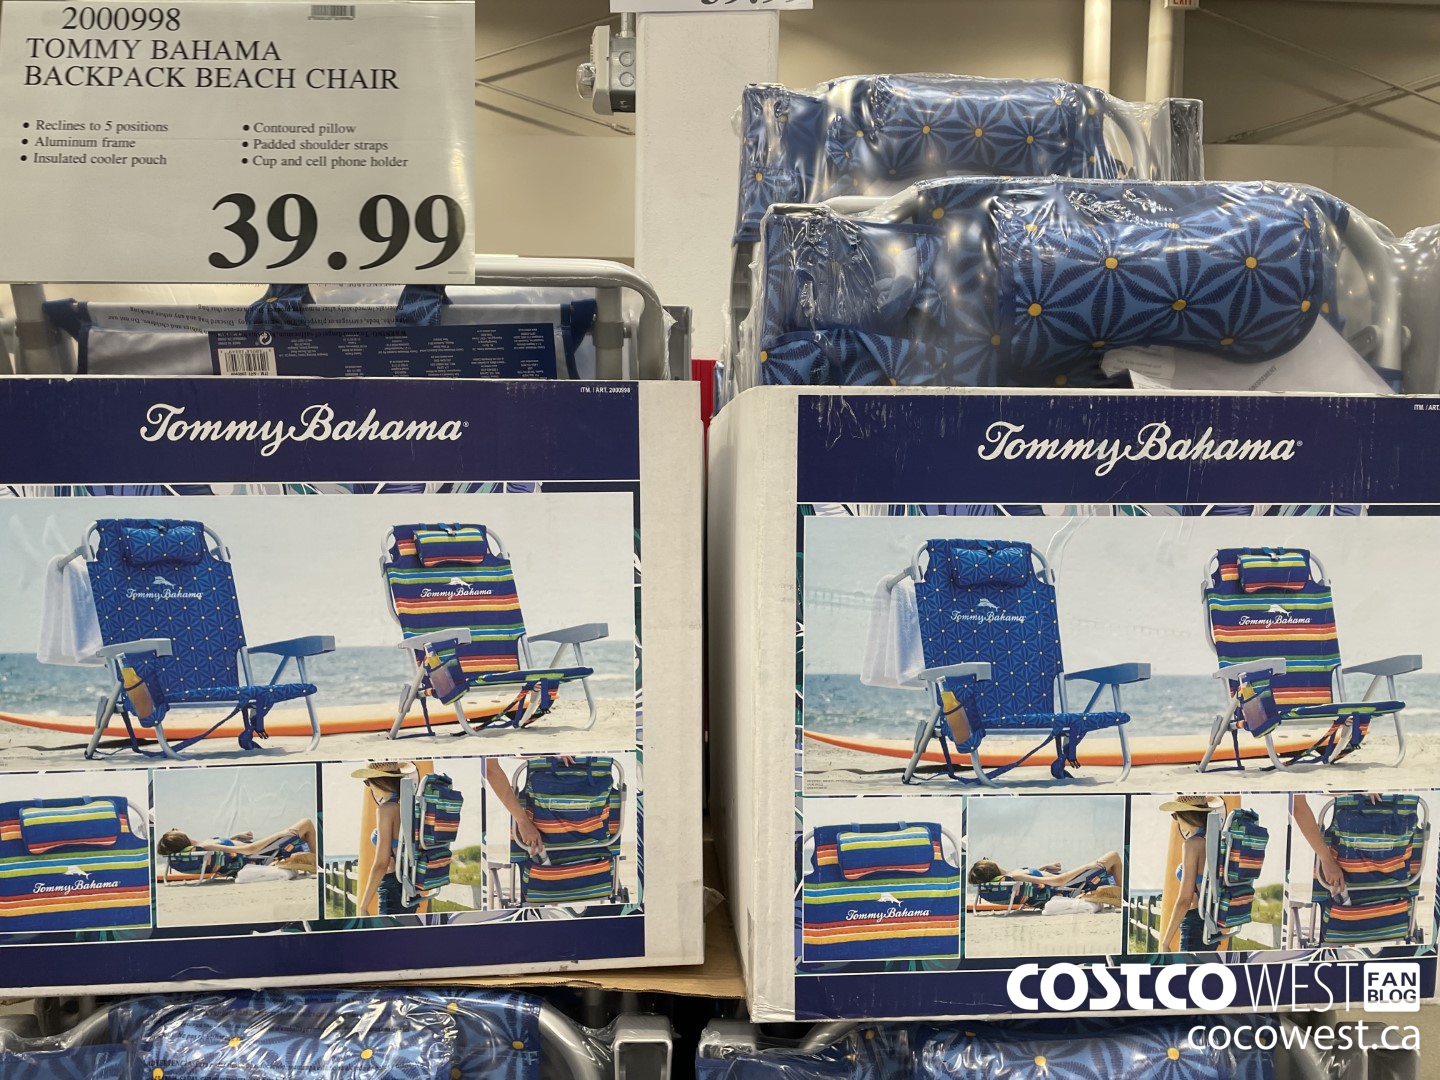 2000998
TOMMY BAHAMA
BACKPACK BEACH CHAIR
• Reclines to 5 positions
• Aluminum frame
• Insulated cooler pouch
• Contoured pillow
• Padded shoulder straps
• Cup and cell phone holder
39.99
ITM. / ART. 2000998
Tommy Bahama®
Tommy Bahama
Tommy Bahama
Tommy Bahama
ITM. / ART.
Tommy Bahama®
Tommy Bahama
Tommy Bahama
Tommy Bahama
COSTCO WEST FAN BLOG
cocowest.ca
EXIT